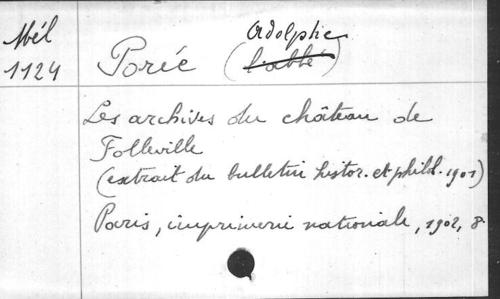 Mél
1124
Porée (l'abbé) Adolphe
Les archives du château de
Folleville
(extrait du bulletin histor. et philol. 1901)
Paris, imprimerie nationale, 1902, 8°